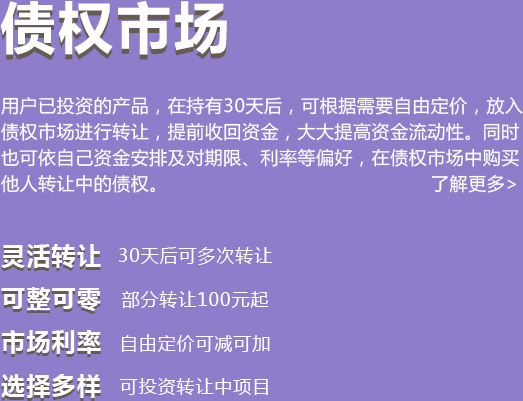 债权市场
用户已投资的产品，在持有30天后，可根据需要自由定价，放入
债权市场进行转让，提前收回资金，大大提高资金流动性。同时
也可依自己资金安排及对期限、利率等偏好，在债权市场中购买
他人转让中的债权。 了解更多>
灵活转让 30天后可多次转让
可整可零 部分转让100元起
市场利率 自由定价可减可加
选择多样 可投资转让中项目